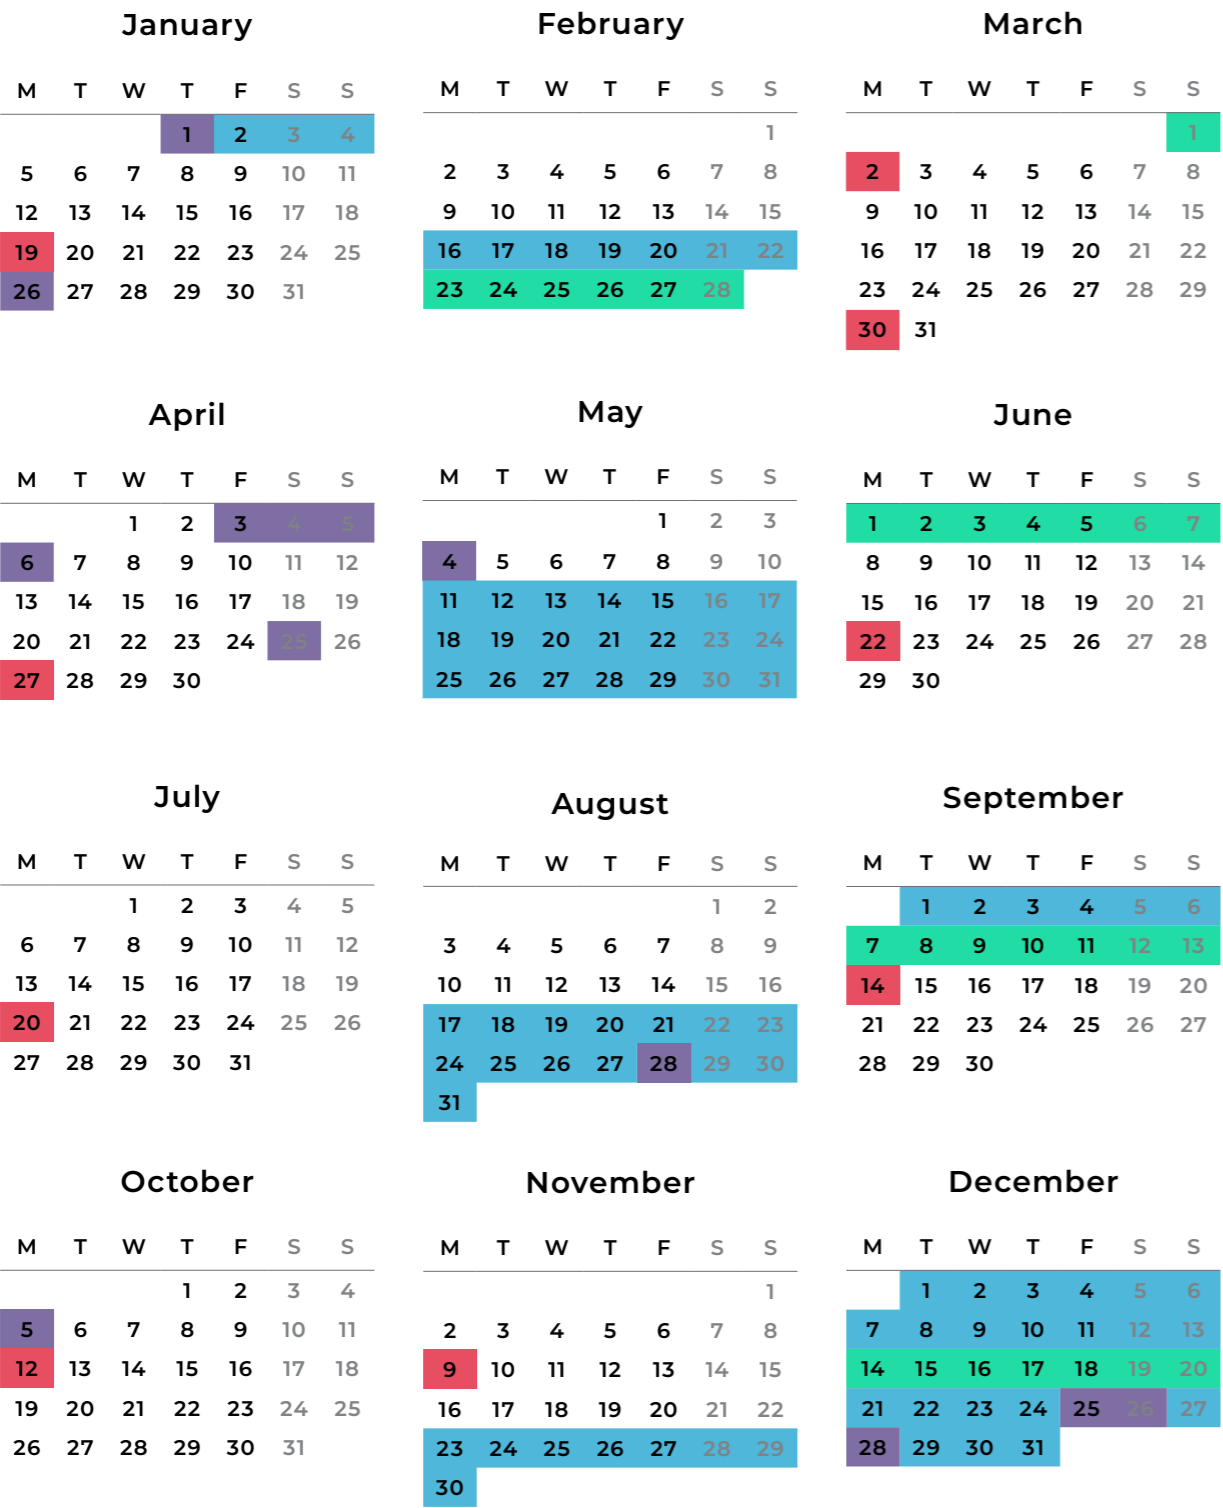 January
M T W T F S S
1 2 3 4
5 6 7 8 9 10 11
12 13 14 15 16 17 18
19 20 21 22 23 24 25
26 27 28 29 30 31
February
M T W T F S S
1
2 3 4 5 6 7 8
9 10 11 12 13 14 15
16 17 18 19 20 21 22
23 24 25 26 27 28
March
M T W T F S S
1
2 3 4 5 6 7 8
9 10 11 12 13 14 15
16 17 18 19 20 21 22
23 24 25 26 27 28 29
30 31
April
M T W T F S S
1 2 3 4 5
6 7 8 9 10 11 12
13 14 15 16 17 18 19
20 21 22 23 24 25 26
27 28 29 30
May
M T W T F S S
1 2 3
4 5 6 7 8 9 10
11 12 13 14 15 16 17
18 19 20 21 22 23 24
25 26 27 28 29 30 31
June
M T W T F S S
1 2 3 4 5 6 7
8 9 10 11 12 13 14
15 16 17 18 19 20 21
22 23 24 25 26 27 28
29 30
July
M T W T F S S
1 2 3 4 5
6 7 8 9 10 11 12
13 14 15 16 17 18 19
20 21 22 23 24 25 26
27 28 29 30 31
August
M T W T F S S
1 2
3 4 5 6 7 8 9
10 11 12 13 14 15 16
17 18 19 20 21 22 23
24 25 26 27 28 29 30
31
September
M T W T F S S
1 2 3 4 5 6
7 8 9 10 11 12 13
14 15 16 17 18 19 20
21 22 23 24 25 26 27
28 29 30
October
M T W T F S S
1 2 3 4
5 6 7 8 9 10 11
12 13 14 15 16 17 18
19 20 21 22 23 24 25
26 27 28 29 30 31
November
M T W T F S S
1
2 3 4 5 6 7 8
9 10 11 12 13 14 15
16 17 18 19 20 21 22
23 24 25 26 27 28 29
30
December
M T W T F S S
1 2 3 4 5 6
7 8 9 10 11 12 13
14 15 16 17 18 19 20
21 22 23 24 25 26 27
28 29 30 31